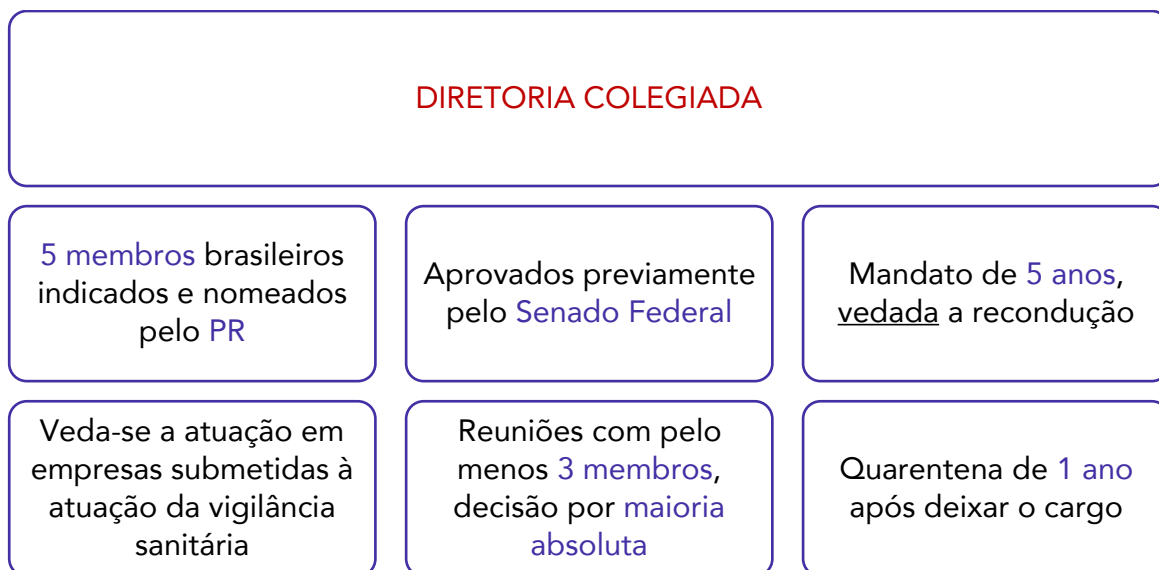 DIRETORIA COLEGIADA
5 membros brasileiros
indicados e nomeados
pelo PR
Aprovados previamente
pelo Senado Federal
Mandato de 5 anos,
vedada a recondução
Veda-se a atuação em
empresas submetidas à
atuação da vigilância
sanitária
Reuniões com pelo
menos 3 membros,
decisão por maioria
absoluta
Quarentena de 1 ano
após deixar o cargo